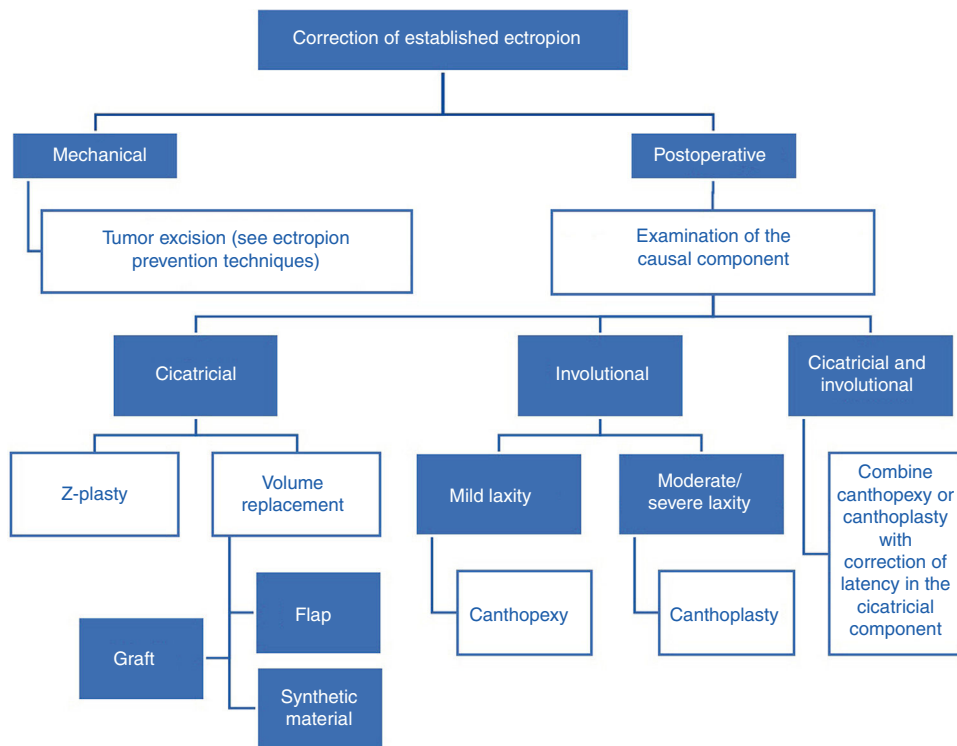 Correction of established ectropion
Mechanical
Postoperative
Tumor excision (see ectropion
prevention techniques)
Examination of the
causal component
Cicatricial
Involutional
Cicatricial and
involutional
Z-plasty
Volume
replacement
Mild laxity
Moderate/
severe laxity
Combine
canthopexy or
canthoplasty
with
correction of
latency in the
cicatricial
component
Flap
Graft
Synthetic
material
Canthopexy
Canthoplasty